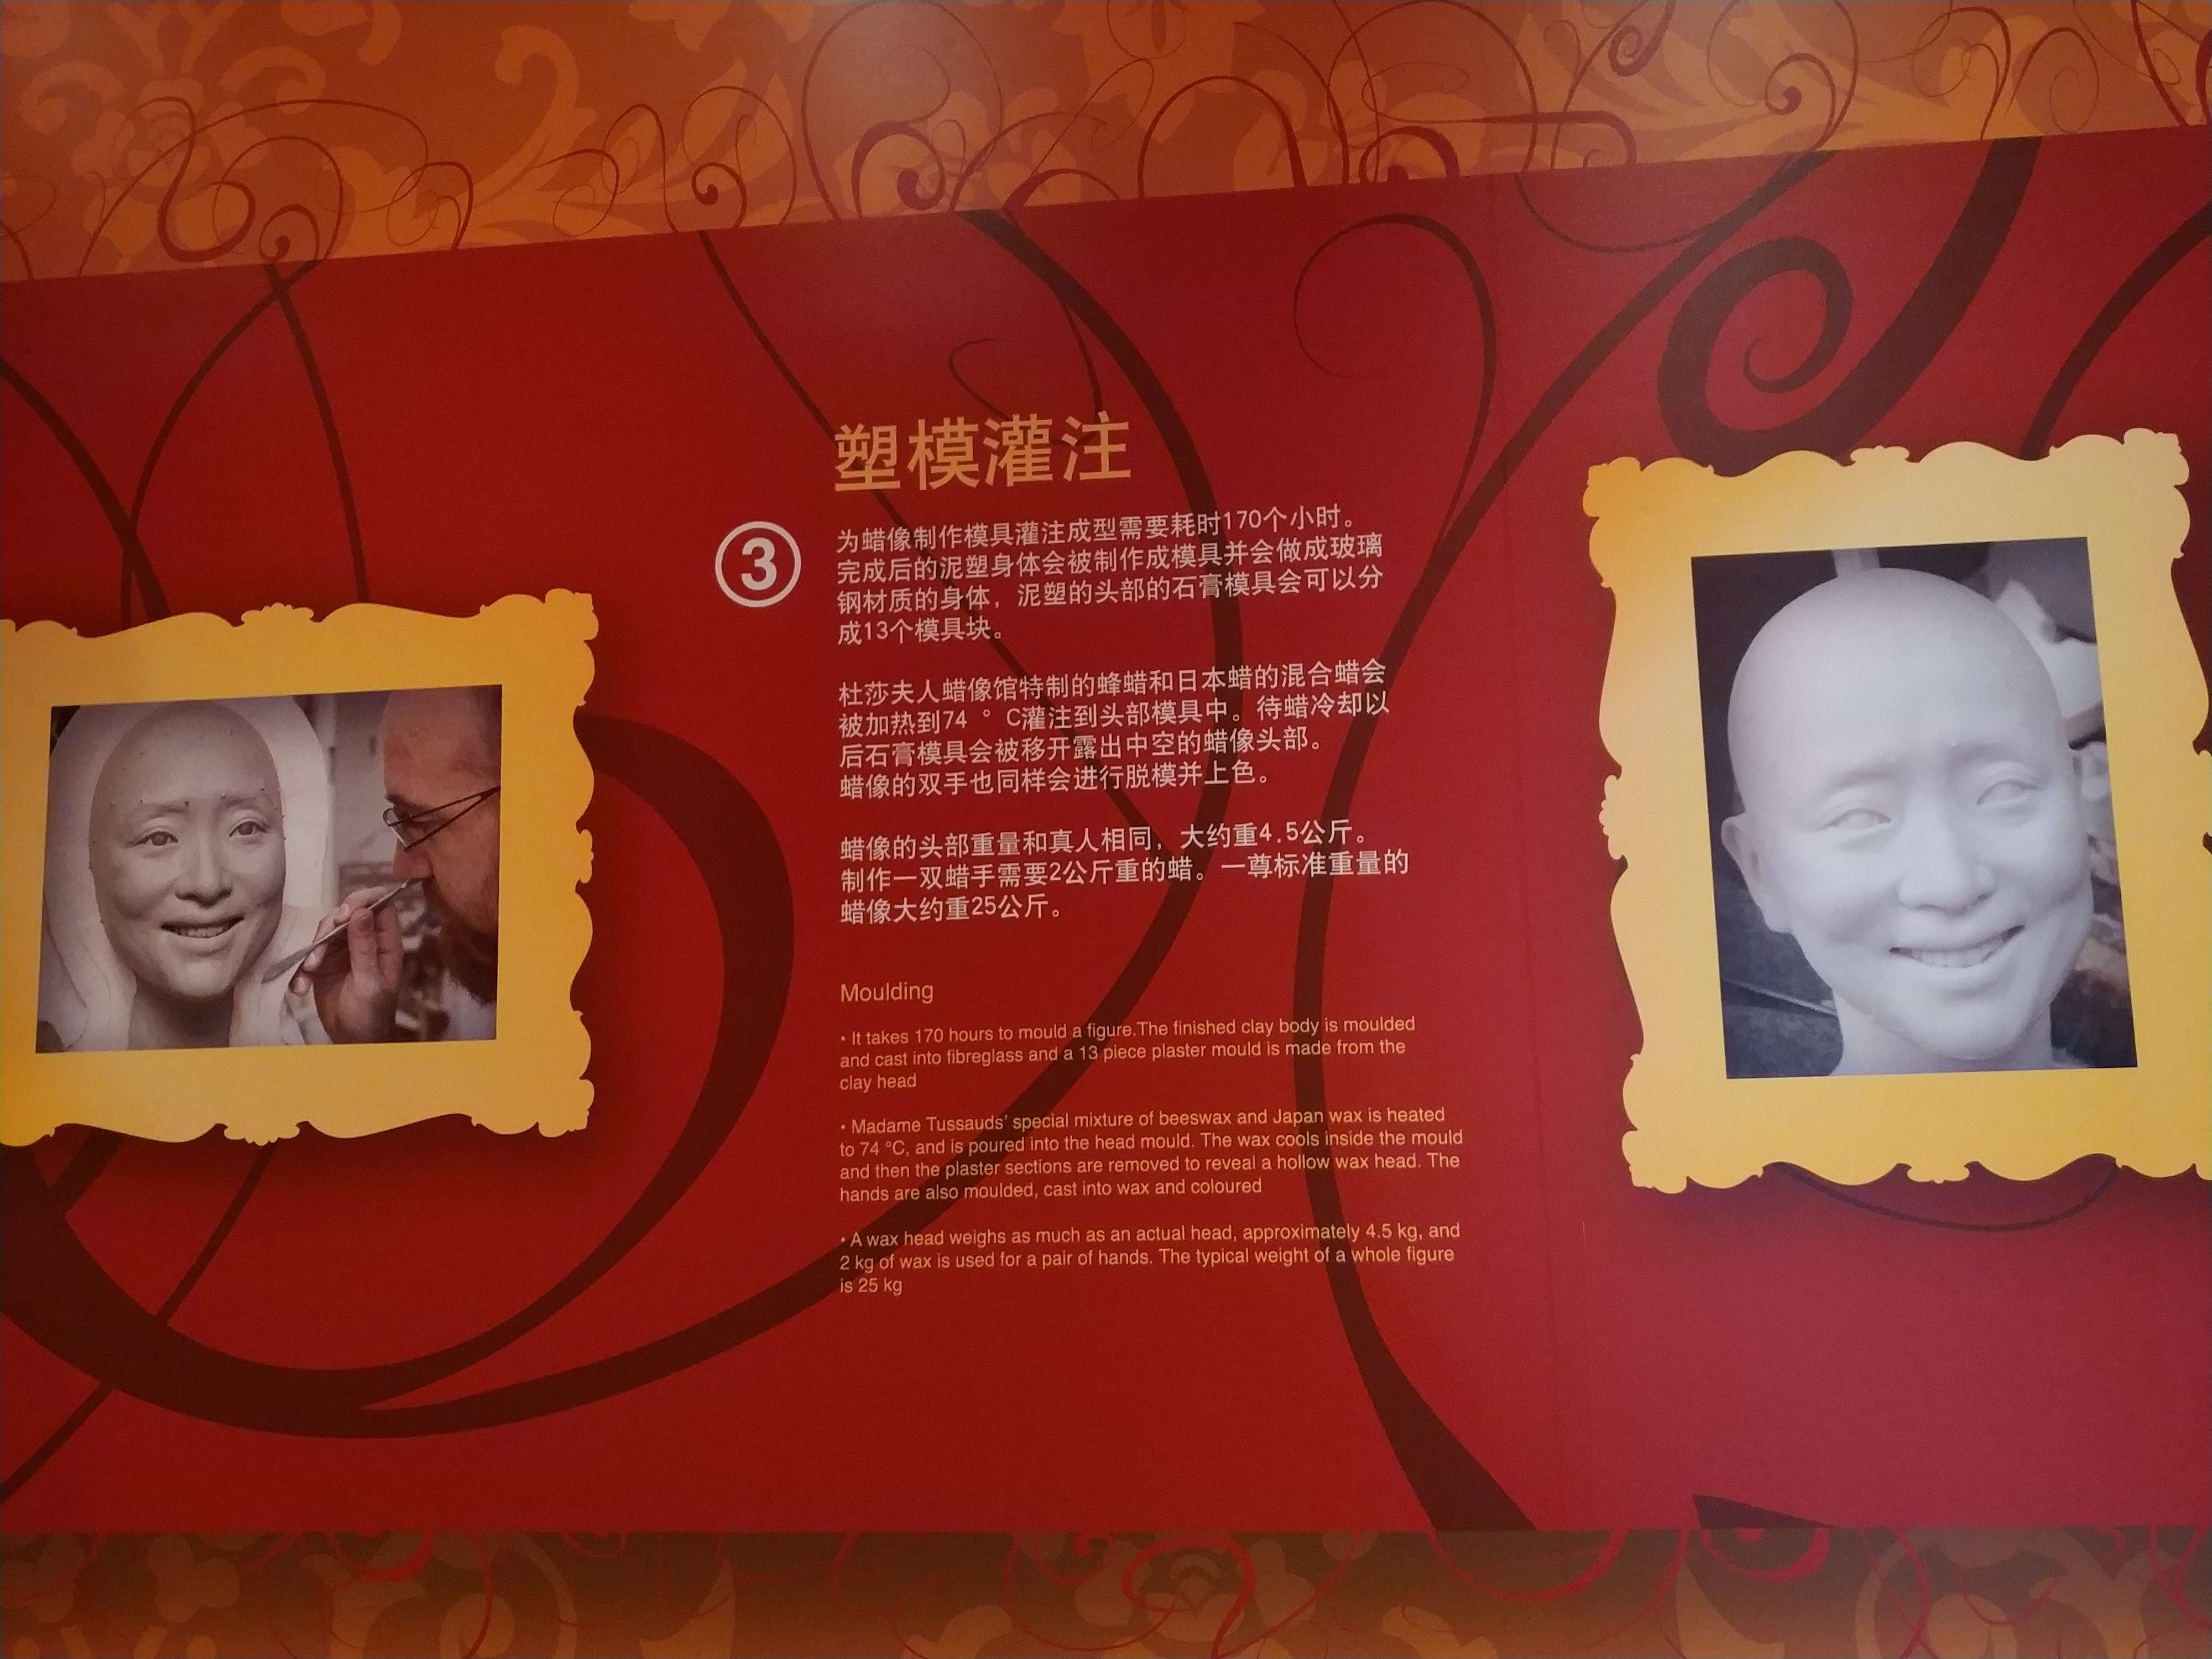 塑模灌注
③
为蜡像制作模具灌注成型需要耗时170个小时。
完成后的泥塑身体会被制作成模具并会做成玻璃
钢材质的身体，泥塑的头部的石膏模具会可以分
成13个模具块。
杜莎夫人蜡像馆特制的蜂蜡和日本蜡的混合蜡会
被加热到74 ° C灌注到头部模具中。待蜡冷却以
后石膏模具会被移开露出中空的蜡像头部。
蜡像的双手也同样会进行脱模并上色。
蜡像的头部重量和真人相同，大约重4.5公斤。
制作一双蜡手需要2公斤重的蜡。一尊标准重量的
蜡像大约重25公斤。
Moulding
· It takes 170 hours to mould a figure.The finished clay body is moulded
and cast into fibreglass and a 13 piece plaster mould is made from the
clay head
· Madame Tussauds' special mixture of beeswax and Japan wax is heated
to 74 °C, and is poured into the head mould. The wax cools inside the mould
and then the plaster sections are removed to reveal a hollow wax head. The
hands are also moulded, cast into wax and coloured
· A wax head weighs as much as an actual head, approximately 4.5 kg, and
2 kg of wax is used for a pair of hands. The typical weight of a whole figure
is 25 kg